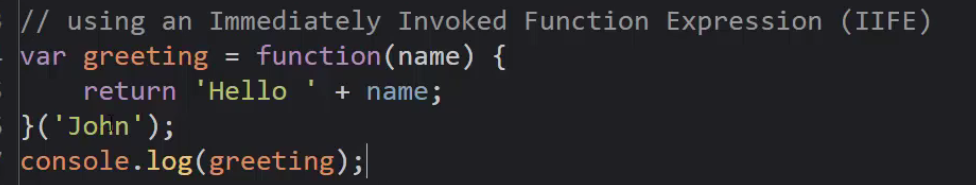 // using an Immediately Invoked Function Expression (IIFE)
var greeting = function(name) {
    return 'Hello ' + name;
}('John');
console.log(greeting);